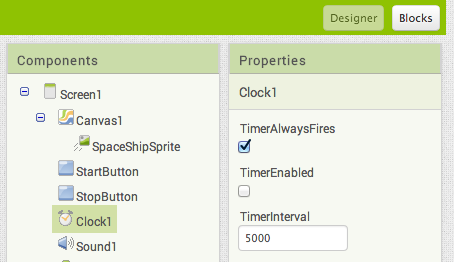 Designer
Blocks
Components
Screen1
Canvas1
SpaceShipSprite
StartButton
StopButton
Clock1
Sound1
Properties
Clock1
TimerAlwaysFires
TimerEnabled
TimerInterval
5000